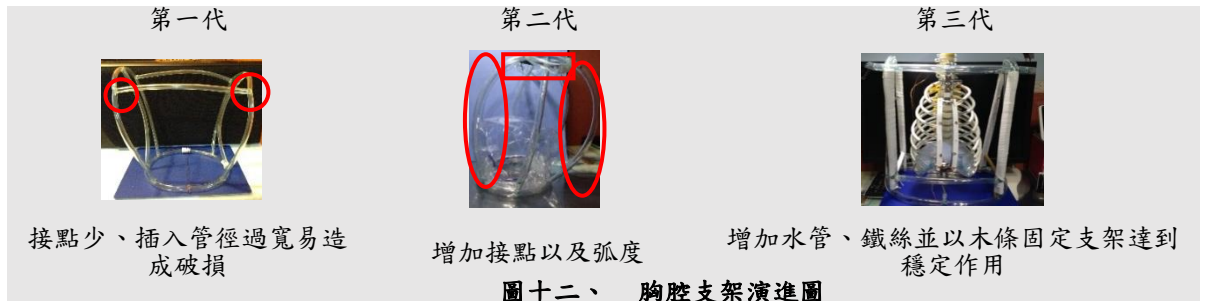 第一代
第二代
第三代
接點少、插入管徑過寬易造
成破損
增加接點以及弧度
增加水管、鐵絲並以木條固定支架達到
穩定作用
圖十二、 胸腔支架演進圖